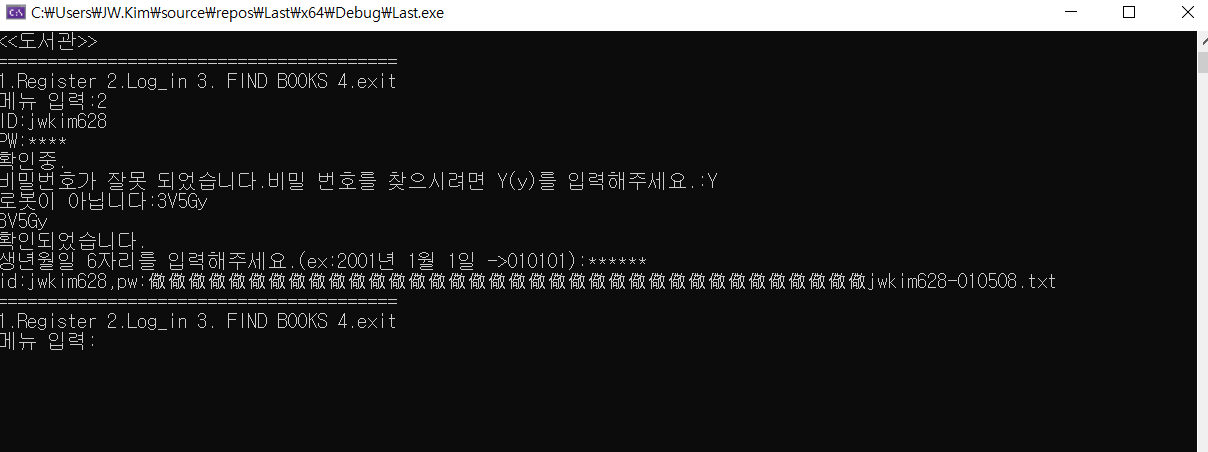 C:\Users\JW.Kim\source\repos\Last\x64\Debug\Last.exe
<<도서관>>
========================================
1.Register 2.Log_in 3. FIND BOOKS 4.exit
메뉴 입력:2
ID:jwkim628
PW:****
확인중.
비밀번호가 잘못 되었습니다.비밀 번호를 찾으시려면 Y(y)를 입력해주세요.:Y
로봇이 아닙니다:3V5Gy
3V5Gy
확인되었습니다.
생년월일 6자리를 입력해주세요.(ex:2001년 1월 1일 ->010101):******
id:jwkim628,pw:儆儆儆儆儆儆儆儆儆儆儆儆儆儆儆儆儆儆儆儆儆儆儆儆儆儆儆儆儆儆儆儆儆儆儆儆jwkim628-010508.txt
========================================
1.Register 2.Log_in 3. FIND BOOKS 4.exit
메뉴 입력: